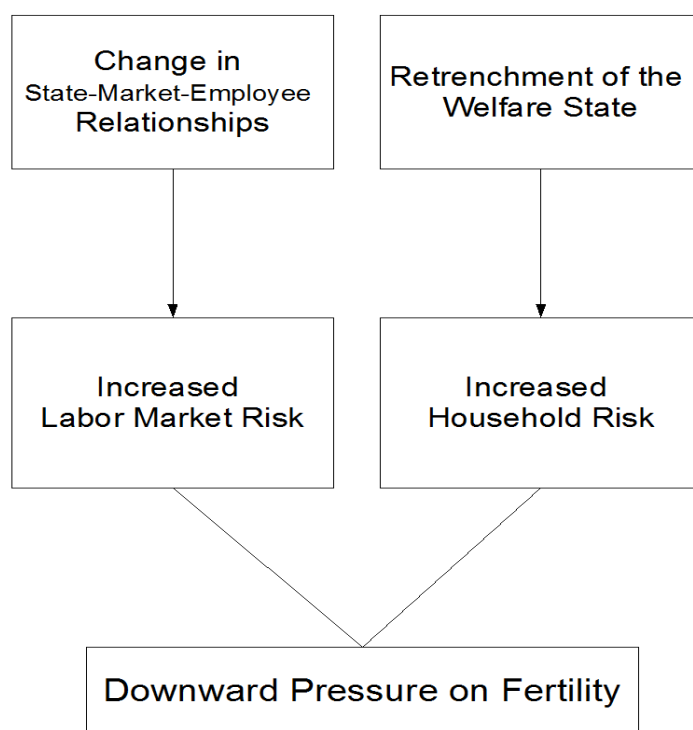 Change in
State-Market-Employee
Relationships
Retrenchment of the
Welfare State
Increased
Labor Market Risk
Increased
Household Risk
Downward Pressure on Fertility